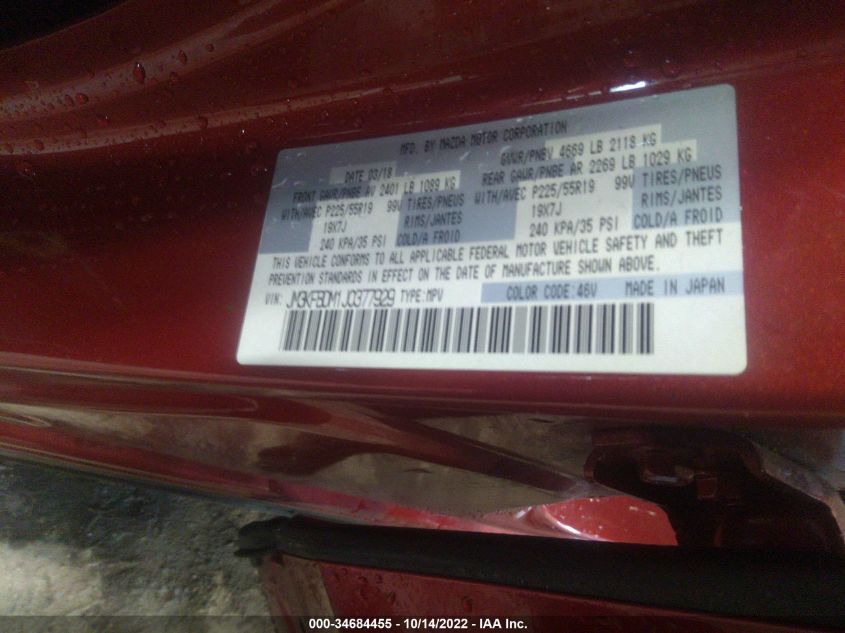 MFD. BY MAZDA MOTOR CORPORATION
DATE 03/18 GVWR/PNBV 4669 LB 2118 KG
FRONT GAWR/PNBE AV 2401 LB 1089 KG REAR GAWR/PNBE AR 2269 LB 1029 KG
WITH/AVEC P225/55R19 99V TIRES/PNEUS WITH/AVEC P225/55R19 99V TIRES/PNEUS
19X7J RIMS/JANTES 19X7J RIMS/JANTES
240 KPA/35 PSI COLD/A FROID 240 KPA/35 PSI COLD/A FROID
THIS VEHICLE CONFORMS TO ALL APPLICABLE FEDERAL MOTOR VEHICLE SAFETY AND THEFT
PREVENTION STANDARDS IN EFFECT ON THE DATE OF MANUFACTURE SHOWN ABOVE.
VIN: JM3KFBDM1J0377929 TYPE:MPV COLOR CODE:46V MADE IN JAPAN
000-34684455 - 10/14/2022 - IAA Inc.